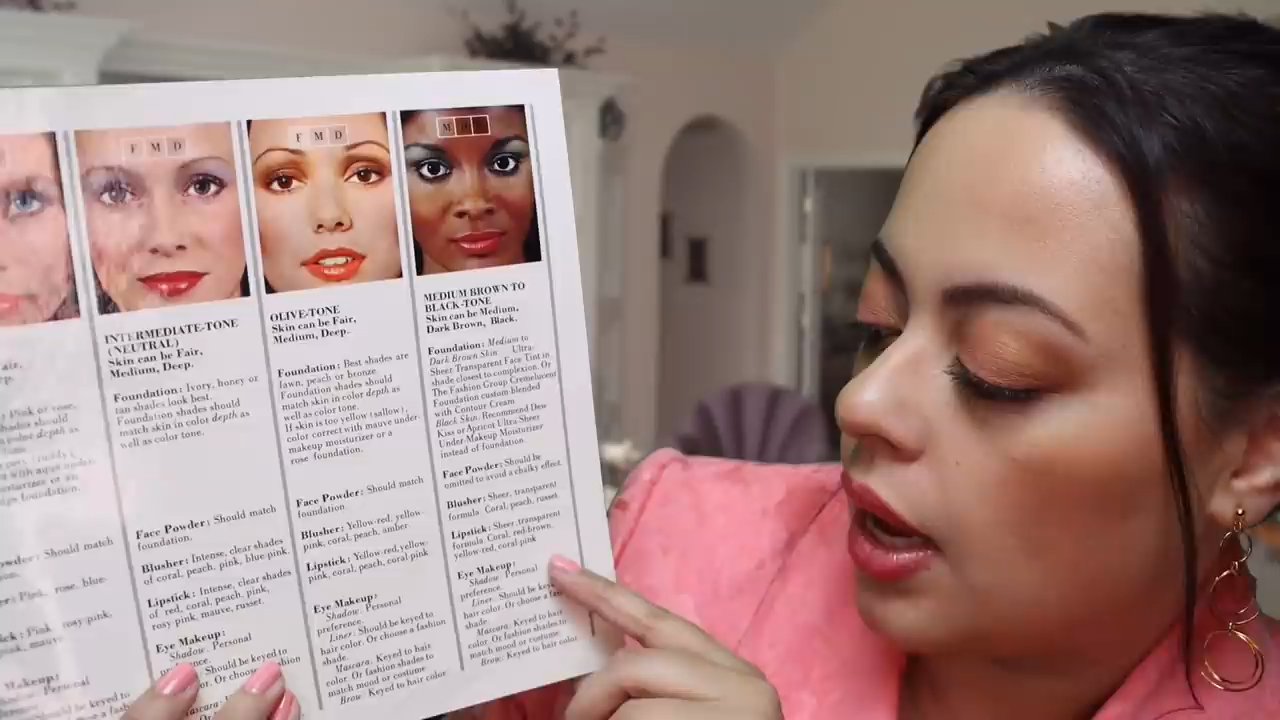 F M D
F M D
M D
air,
ep.
Pink or rose.
shades should
color depth as
INTERMEDIATE-TONE
(NEUTRAL)
Skin can be Fair,
Medium, Deep.
Foundation: Ivory, honey or
tan shades look best.
Foundation shades should
match skin in color depth as
well as color tone.
Face Powder: Should match
foundation.
Blusher: Intense, clear shades
of coral, peach, pink, blue-pink.
Lipstick: Intense, clear shades
of red, coral, peach, pink,
rosy pink, mauve, russet.
Eye Makeup:
Shadow: Personal
Should be keyed to
OLIVE-TONE
Skin can be Fair,
Medium, Deep.
Foundation: Best shades are
fawn, peach or bronze.
Foundation shades should
match skin in color depth as
well as color tone.
If skin is too yellow (sallow),
color correct with mauve under-
makeup moisturizer or a
rose foundation.
Face Powder: Should match
foundation.
Blusher: Yellow-red, yellow-
pink, coral, peach, amber.
Lipstick: Yellow-red, yellow-
pink, coral, peach, coral-pink.
Eye Makeup:
Shadow: Personal
preference.
Liner: Should be keyed to
hair color. Or choose a fashion
shade.
Mascara: Keyed to hair
color. Or fashion shades to
match mood or costume
Brow: Keyed to hair color
MEDIUM BROWN TO
BLACK-TONE
Skin can be Medium,
Dark Brown, Black.
Foundation: Medium to
Dark Brown Skin Ultra-
Sheer Transparent Face Tint in
shade closest to complexion. Or
The Fashion Group Cremelucent
Foundation custom-blended
with Contour Cream.
Black Skin: Recommend Dew
Kiss or Apricot Ultra Sheer
Under-Makeup Moisturizer
instead of foundation.
Face Powder: Should be
omitted to avoid a chalky effect.
Blusher: Sheer, transparent
formula Coral, peach, russet.
Lipstick: Sheer, transparent
formula Coral, red-brown,
yellow-red, coral-pink
Eye Makeup:
Shadow: Personal
preference.
Liner: Should be
hair color. Or choose a
shade.
Mascara: Keyed to hair
color. Or fashion shades to
match mood or costume.
Brow: Keyed to hair